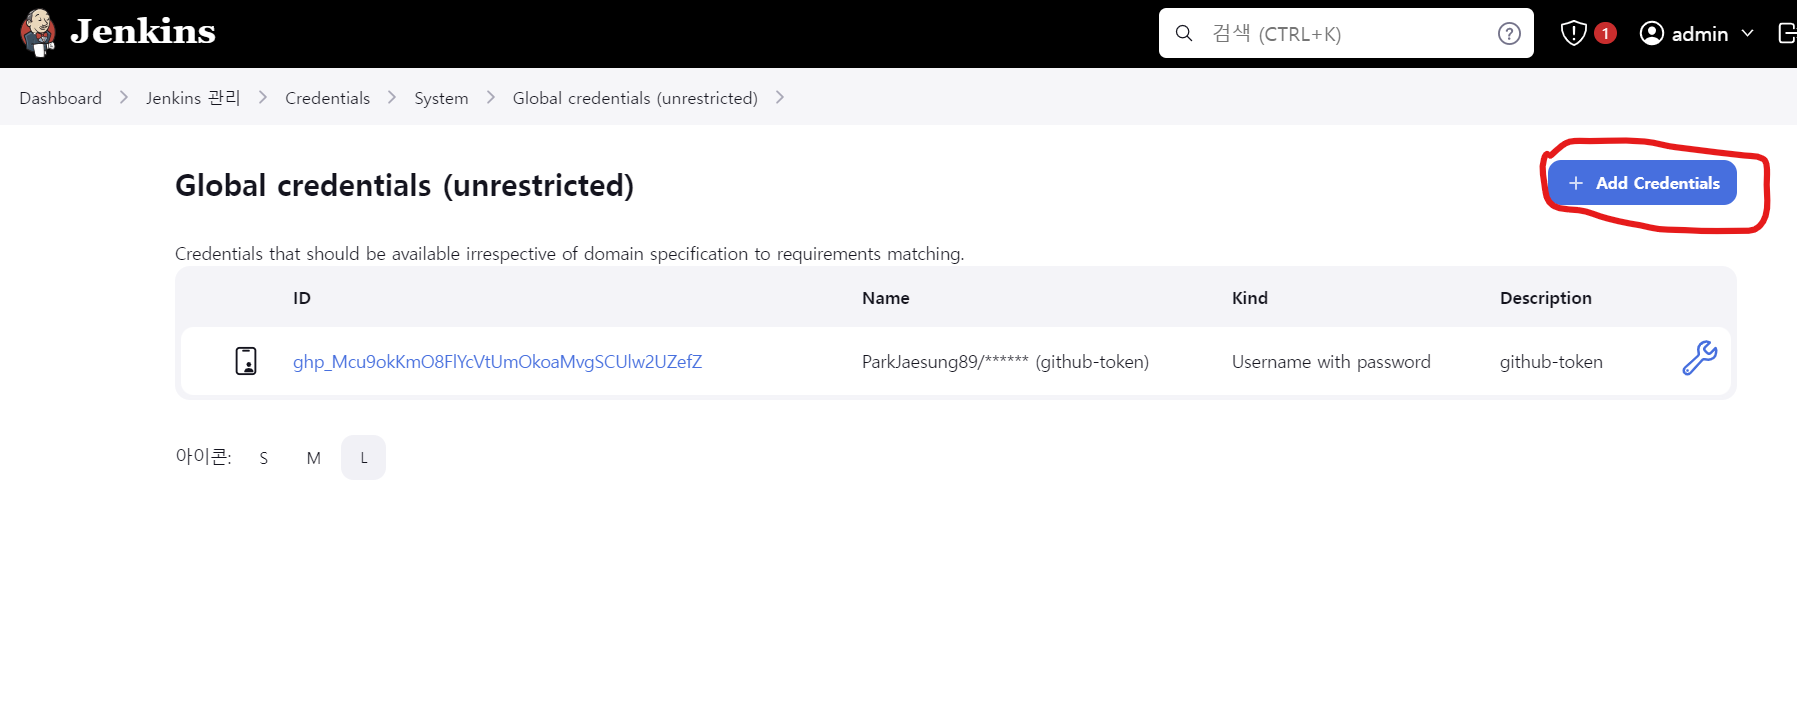 Jenkins
검색 (CTRL+K)
?
! 1
admin
Dashboard > Jenkins 관리 > Credentials > System > Global credentials (unrestricted) >
Global credentials (unrestricted)
+ Add Credentials
Credentials that should be available irrespective of domain specification to requirements matching.
ID Name Kind Description
ParkJaesung89/****** (github-token) Username with password github-token
아이콘: S M L